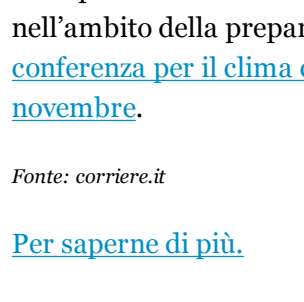 nell'ambito della prepar
conferenza per il clima
novembre.
Fonte: corriere.it
Per saperne di più.